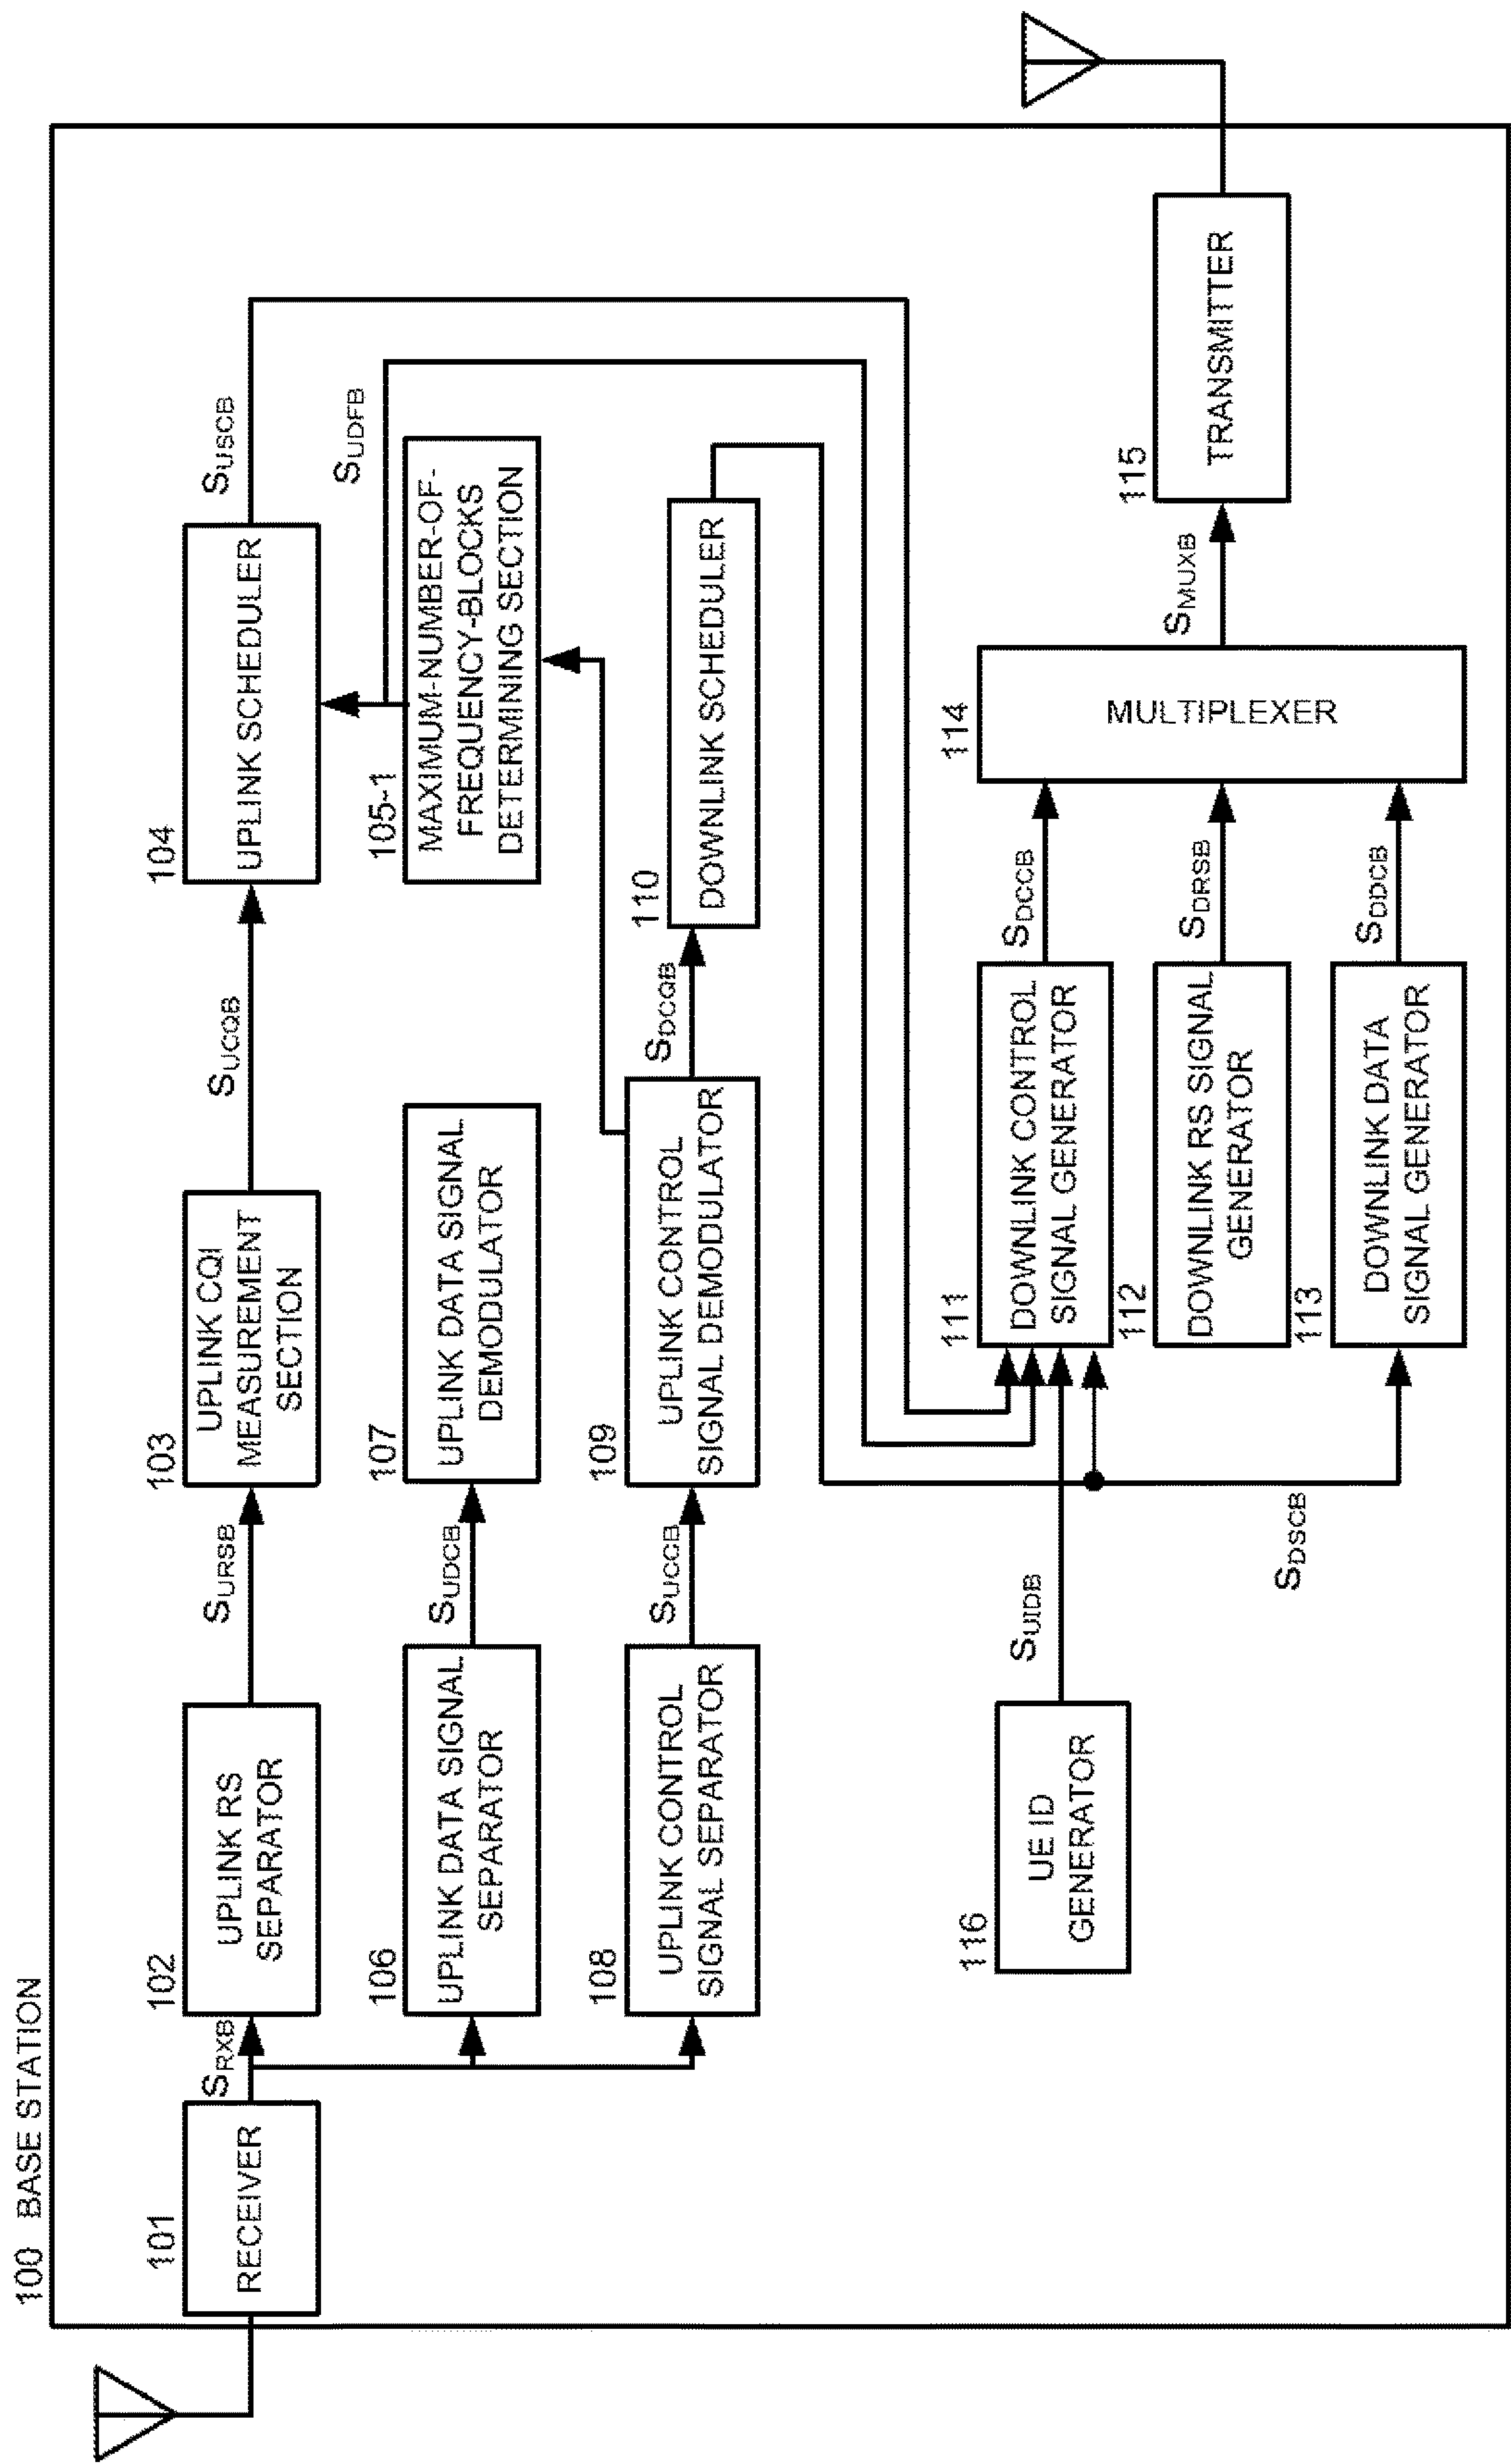 100 BASE STATION
101
RECEIVER
SRXB
102
UPLINK RS
SEPARATOR
SURSB
103
UPLINK CQI
MEASUREMENT
SECTION
SUCQB
104
UPLINK SCHEDULER
SUSCB
105-1
MAXIMUM-NUMBER-OF-
FREQUENCY-BLOCKS
DETERMINING SECTION
SUDFB
106
UPLINK DATA SIGNAL
SEPARATOR
SUDCB
107
UPLINK DATA SIGNAL
DEMODULATOR
108
UPLINK CONTROL
SIGNAL SEPARATOR
SUCCB
109
UPLINK CONTROL
SIGNAL DEMODULATOR
SDCQB
110
DOWNLINK SCHEDULER
116
UE ID
GENERATOR
SUIDB
SDSCB
111
DOWNLINK CONTROL
SIGNAL GENERATOR
SDCCB
112
DOWNLINK RS SIGNAL
GENERATOR
SDRSB
113
DOWNLINK DATA
SIGNAL GENERATOR
SDDCB
114
MULTIPLEXER
SMUXB
115
TRANSMITTER